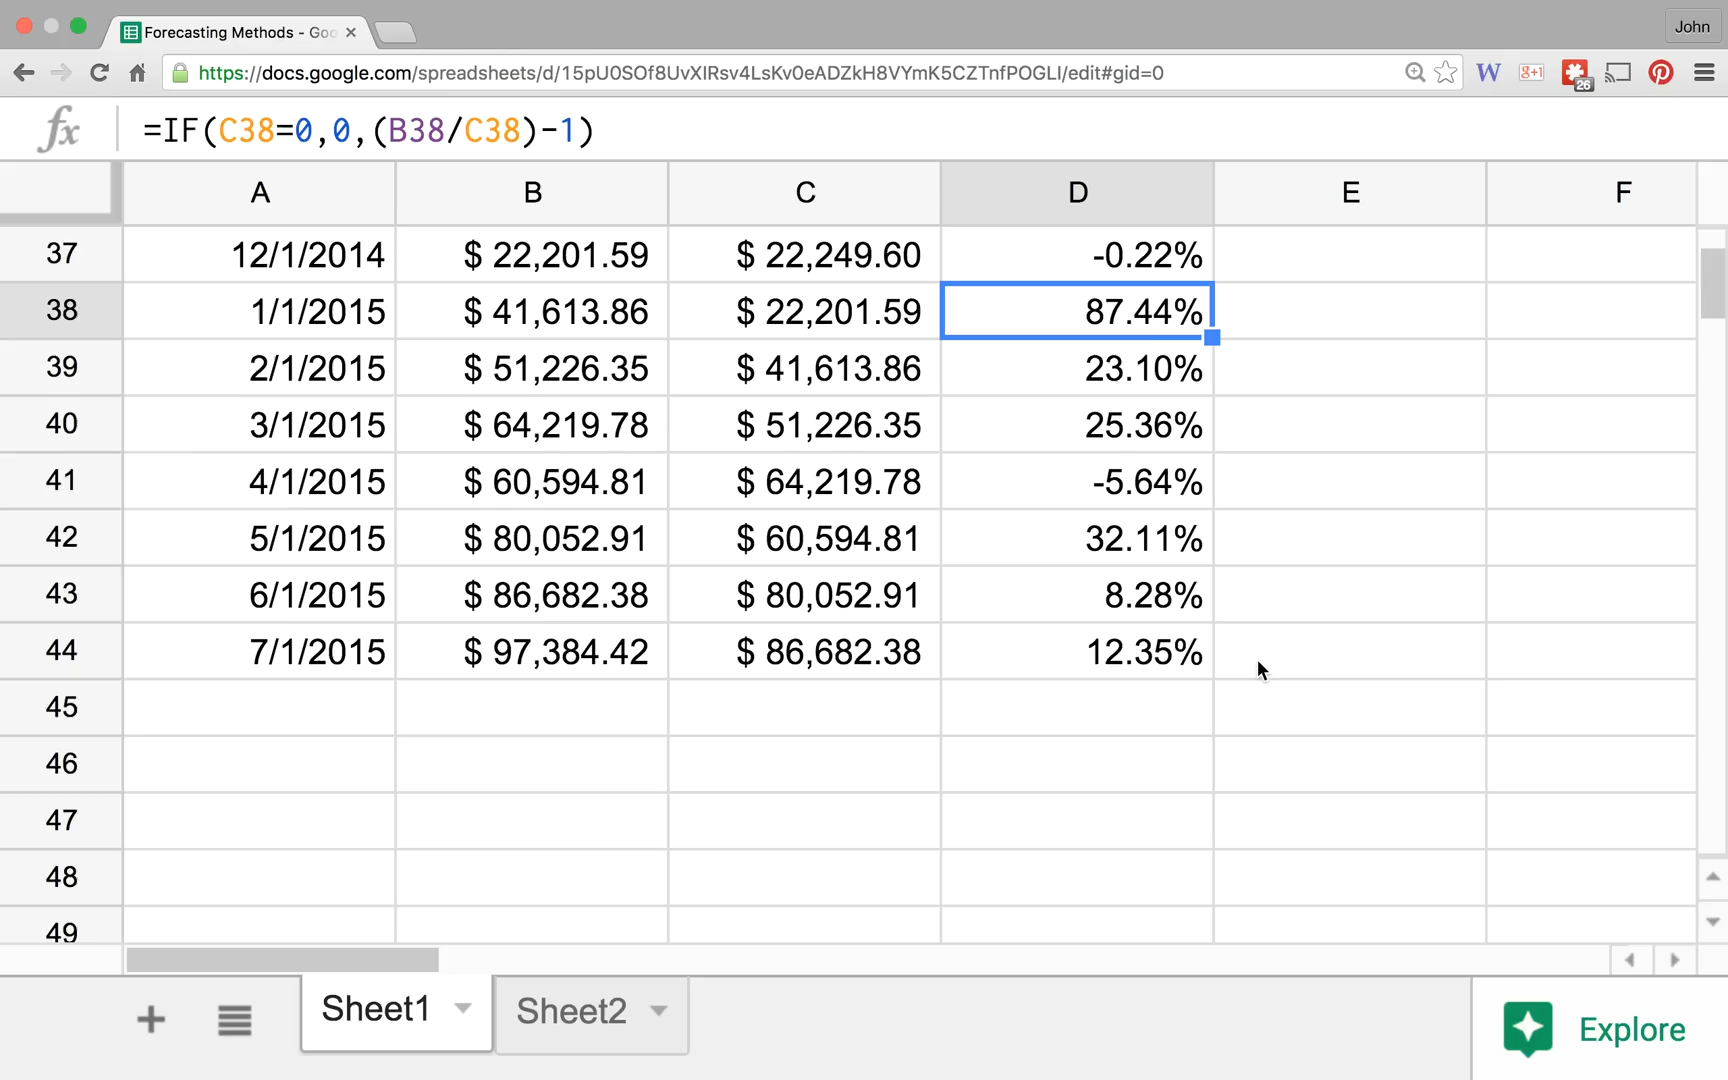 John
Forecasting Methods - Goo
https://docs.google.com/spreadsheets/d/15pU0SOf8UvXIRsv4LsKv0eADZkH8VYmK5CZTnfPOGLI/edit#gid=0
W
g+1
26
fx
=IF(C38=0,0,(B38/C38)-1)
A B C D E F
37 12/1/2014 $ 22,201.59 $ 22,249.60 -0.22%
38 1/1/2015 $ 41,613.86 $ 22,201.59 87.44%
39 2/1/2015 $ 51,226.35 $ 41,613.86 23.10%
40 3/1/2015 $ 64,219.78 $ 51,226.35 25.36%
41 4/1/2015 $ 60,594.81 $ 64,219.78 -5.64%
42 5/1/2015 $ 80,052.91 $ 60,594.81 32.11%
43 6/1/2015 $ 86,682.38 $ 80,052.91 8.28%
44 7/1/2015 $ 97,384.42 $ 86,682.38 12.35%
45
46
47
48
49
Sheet1 Sheet2 Explore